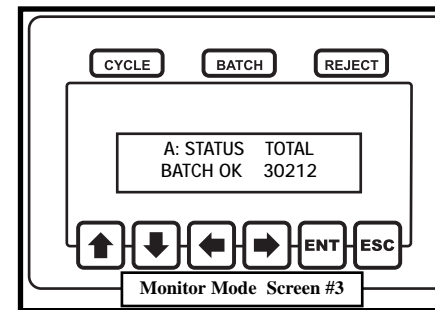 CYCLE BATCH REJECT
A: STATUS TOTAL
BATCH OK 30212
ENT ESC
Monitor Mode Screen #3